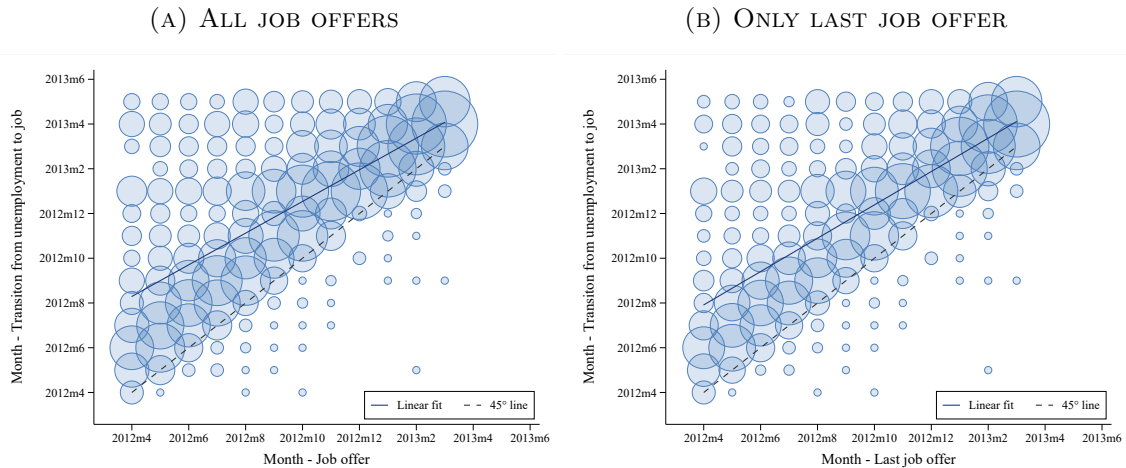 (A) ALL JOB OFFERS
2013m6
2013m4
2013m2
2012m12
2012m10
2012m8
2012m6
2012m4
Month - Transition from unemployment to job
Linear fit 45° line
2012m4 2012m6 2012m8 2012m10 2012m12 2013m2 2013m4 2013m6
Month - Job offer
(B) ONLY LAST JOB OFFER
2013m6
2013m4
2013m2
2012m12
2012m10
2012m8
2012m6
2012m4
Month - Transition from unemployment to job
Linear fit 45° line
2012m4 2012m6 2012m8 2012m10 2012m12 2013m2 2013m4 2013m6
Month - Last job offer